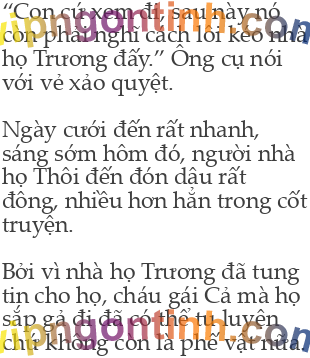 “Con cứ xem đi, sau này nó
còn phải nghĩ cách lôi kéo nhà
họ Trương đấy.” Ông cụ nói
với vẻ xảo quyệt.

Ngày cưới đến rất nhanh,
sáng sớm hôm đó, người nhà
họ Thôi đến đón dâu rất
đông, nhiều hơn hẳn trong cốt
truyện.

Bởi vì nhà họ Trương đã tung
tin cho họ, cháu gái Cả mà họ
sắp gả đi đã có thể tu luyện
chứ không còn là phế vật nữa.
vipngontinh.com
vipngontinh.com